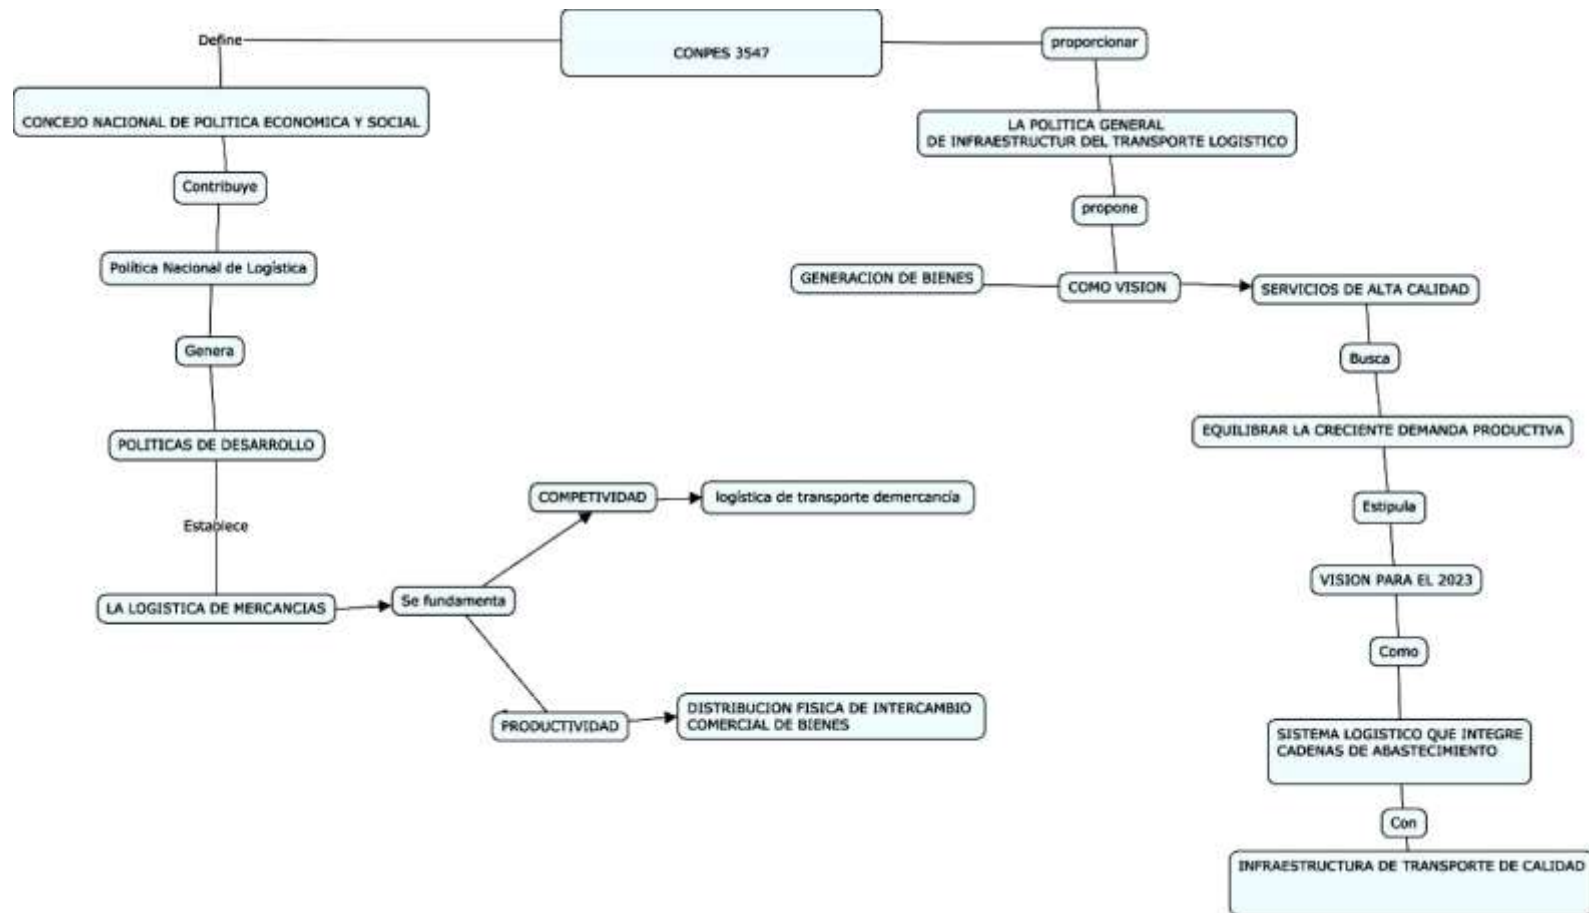 CONPES 3547
Define
proporcionar
CONCEJO NACIONAL DE POLITICA ECONOMICA Y SOCIAL
LA POLITICA GENERAL
DE INFRAESTRUCTUR DEL TRANSPORTE LOGISTICO
Contribuye
propone
Política Nacional de Logística
GENERACION DE BIENES
COMO VISION
SERVICIOS DE ALTA CALIDAD
Genera
Busca
POLITICAS DE DESARROLLO
EQUILIBRAR LA CRECIENTE DEMANDA PRODUCTIVA
COMPETIVIDAD
logística de transporte demercancía
Establece
Estipula
VISION PARA EL 2023
LA LOGISTICA DE MERCANCIAS
Se fundamenta
Como
PRODUCTIVIDAD
DISTRIBUCION FISICA DE INTERCAMBIO
COMERCIAL DE BIENES
SISTEMA LOGISTICO QUE INTEGRE
CADENAS DE ABASTECIMIENTO
Con
INFRAESTRUCTURA DE TRANSPORTE DE CALIDAD